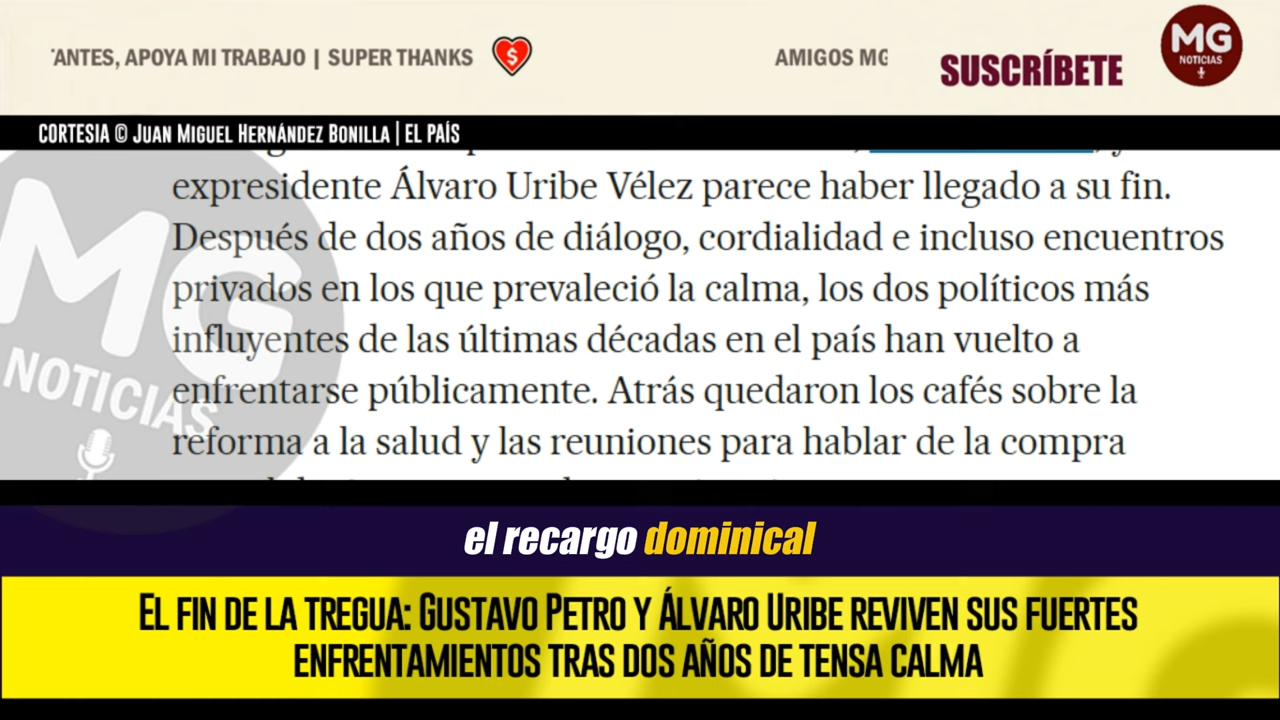 TANTES, APOYA MI TRABAJO | SUPER THANKS
AMIGOS MG
SUSCRÍBETE
MG
NOTICIAS
CORTESIA © JUAN MIGUEL HERNÁNDEZ BONILLA | EL PAÍS
expresidente Álvaro Uribe Vélez parece haber llegado a su fin.
Después de dos años de diálogo, cordialidad e incluso encuentros
privados en los que prevaleció la calma, los dos políticos más
influyentes de las últimas décadas en el país han vuelto a
enfrentarse públicamente. Atrás quedaron los cafés sobre la
reforma a la salud y las reuniones para hablar de la compra
MG
NOTICIAS
el recargo dominical
EL FIN DE LA TREGUA: GUSTAVO PETRO Y ÁLVARO URIBE REVIVEN SUS FUERTES
ENFRENTAMIENTOS TRAS DOS AÑOS DE TENSA CALMA